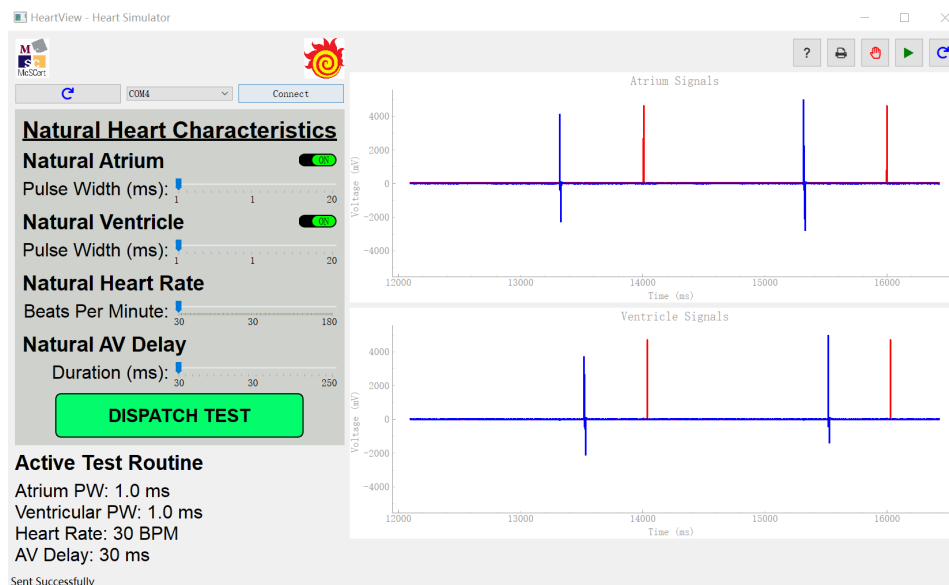 HeartView - Heart Simulator
M
SC
McSCert
?
COM4
Connect
Natural Heart Characteristics
Natural Atrium
ON
Pulse Width (ms):
1 1 20
Natural Ventricle
ON
Pulse Width (ms):
1 1 20
Natural Heart Rate
Beats Per Minute:
30 30 180
Natural AV Delay
Duration (ms):
30 30 250
DISPATCH TEST
Active Test Routine
Atrium PW: 1.0 ms
Ventricular PW: 1.0 ms
Heart Rate: 30 BPM
AV Delay: 30 ms
Sent Successfully
Atrium Signals
Voltage (mV)
4000
2000
0
-2000
-4000
12000 13000 14000 15000 16000
Time (ms)
Ventricle Signals
Voltage (mV)
4000
2000
0
-2000
-4000
12000 13000 14000 15000 16000
Time (ms)